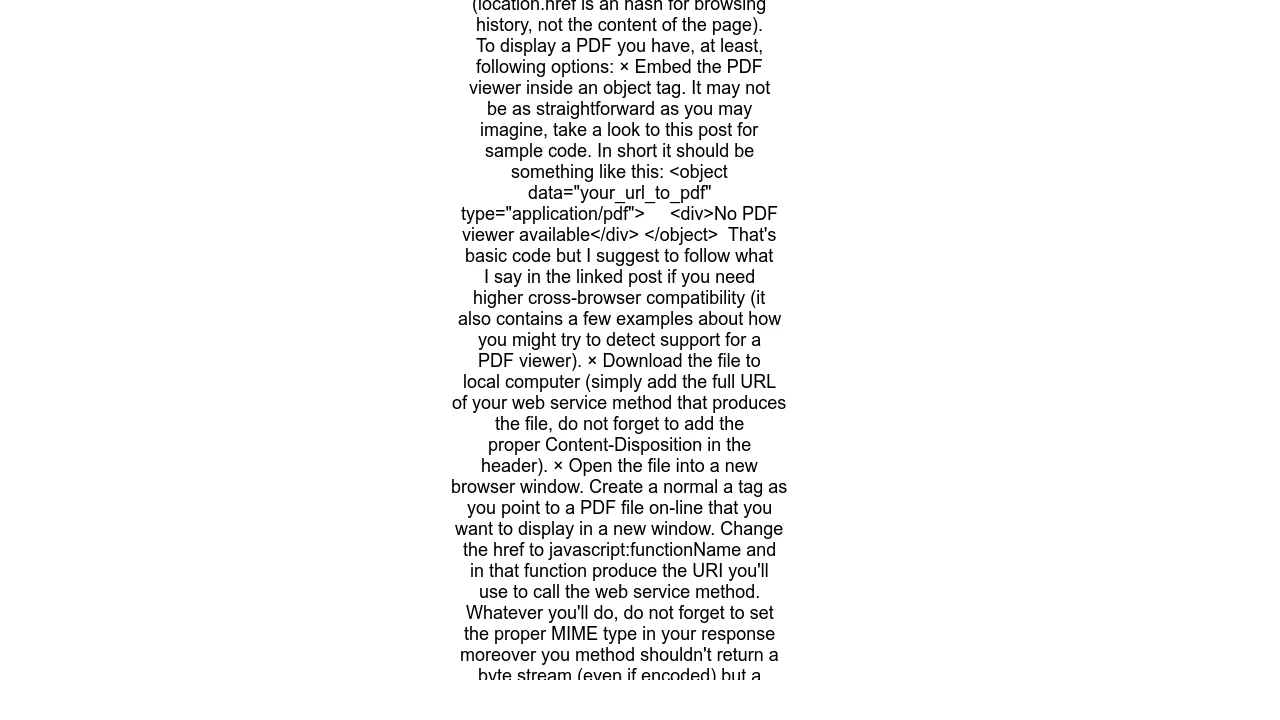 (location.href is an hash for browsing
history, not the content of the page).
To display a PDF you have, at least,
following options: × Embed the PDF
viewer inside an object tag. It may not
be as straightforward as you may
imagine, take a look to this post for
sample code. In short it should be
something like this: <object
data="your_url_to_pdf"
type="application/pdf">     <div>No PDF
viewer available</div> </object>  That's
basic code but I suggest to follow what
I say in the linked post if you need
higher cross-browser compatibility (it
also contains a few examples about how
you might try to detect support for a
PDF viewer). × Download the file to
local computer (simply add the full URL
of your web service method that produces
the file, do not forget to add the
proper Content-Disposition in the
header). × Open the file into a new
browser window. Create a normal a tag as
you point to a PDF file on-line that you
want to display in a new window. Change
the href to javascript:functionName and
in that function produce the URI you'll
use to call the web service method.
Whatever you'll do, do not forget to set
the proper MIME type in your response
moreover you method shouldn't return a
byte stream (even if encoded) but a